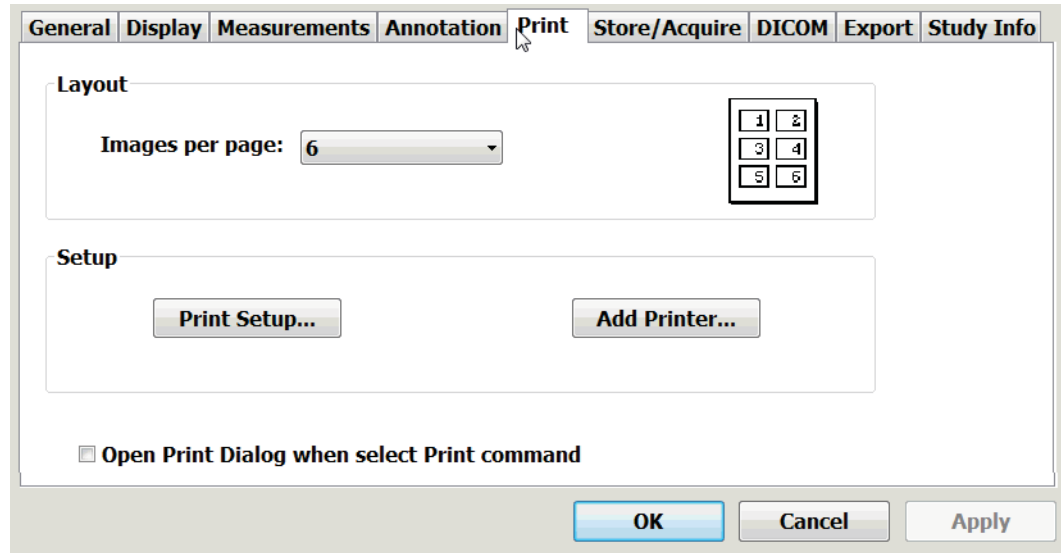 General Display Measurements Annotation Print Store/Acquire DICOM Export Study Info
Layout
Images per page: 6
1 2
3 4
5 6
Setup
Print Setup... Add Printer...
Open Print Dialog when select Print command
OK Cancel Apply